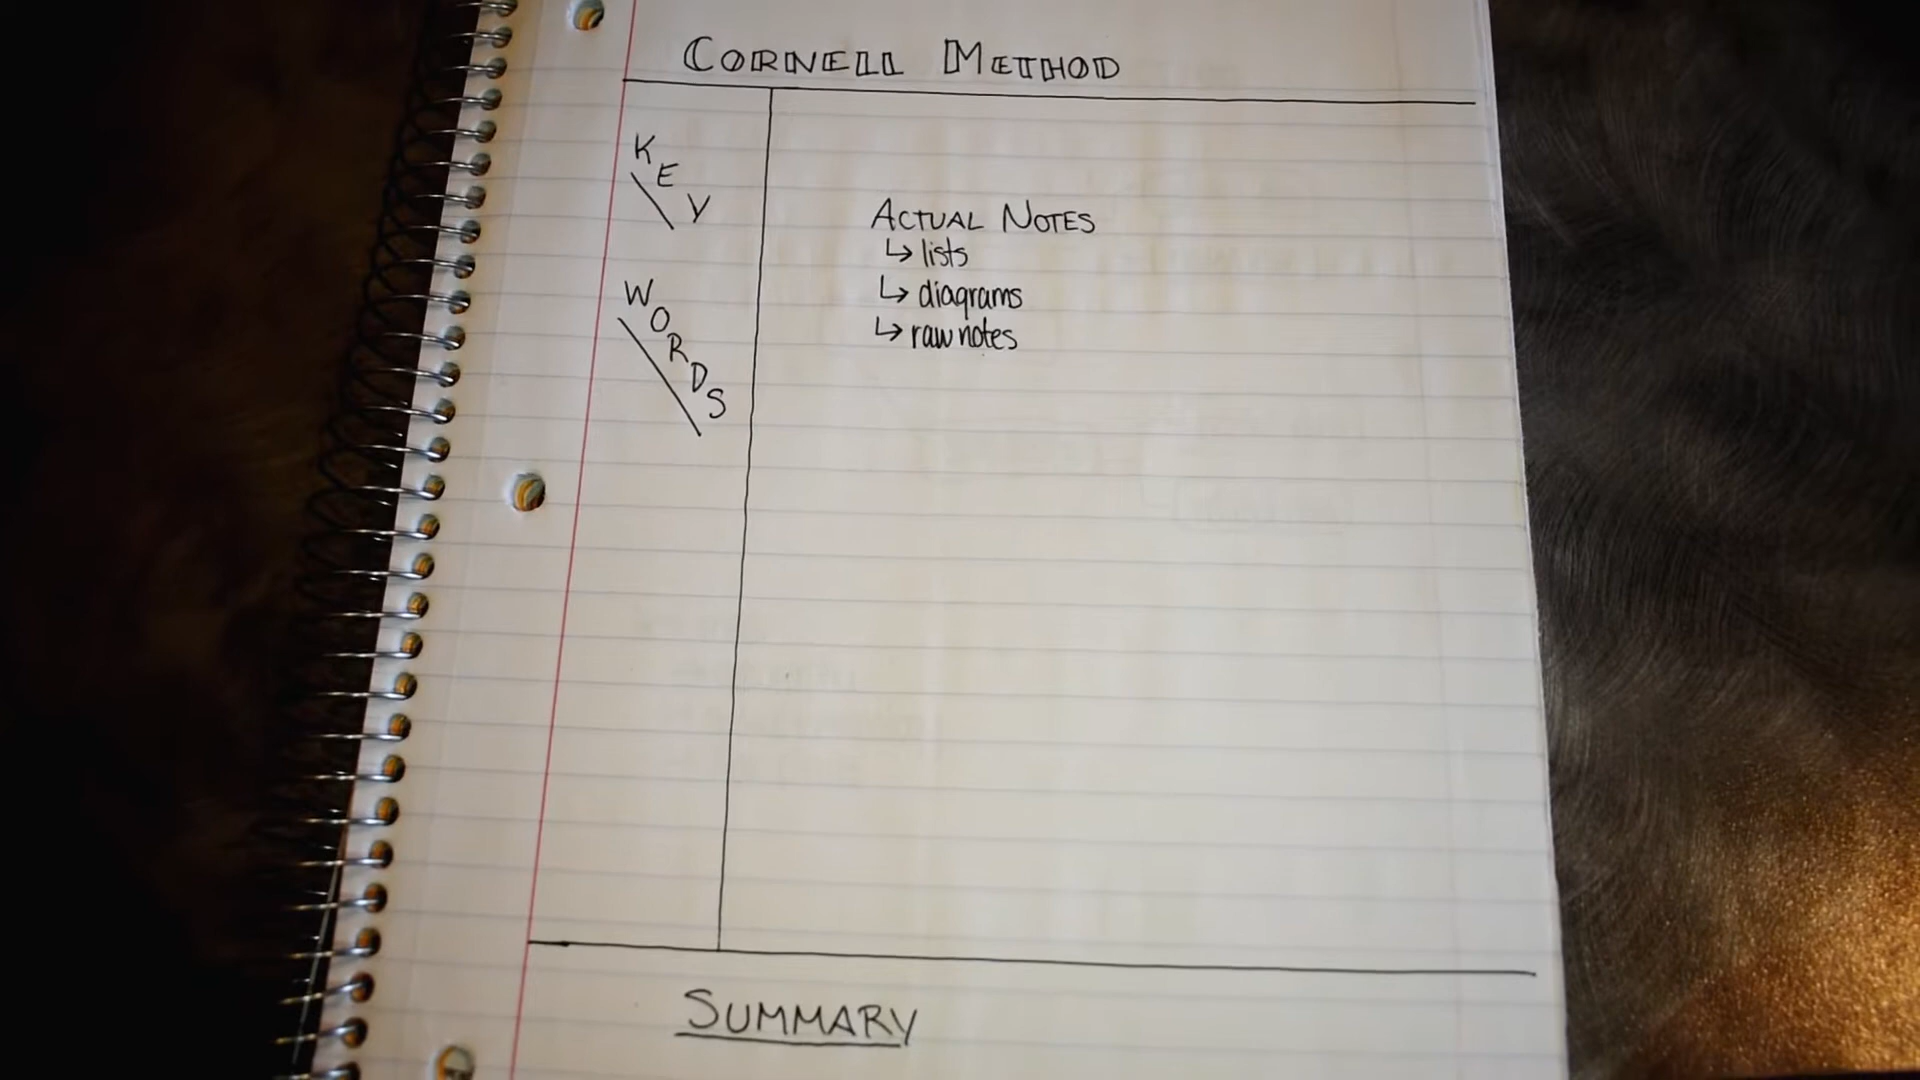 CORNELL METHOD
KEY
WORDS
ACTUAL NOTES
↳ lists
↳ diagrams
↳ raw notes
SUMMARY